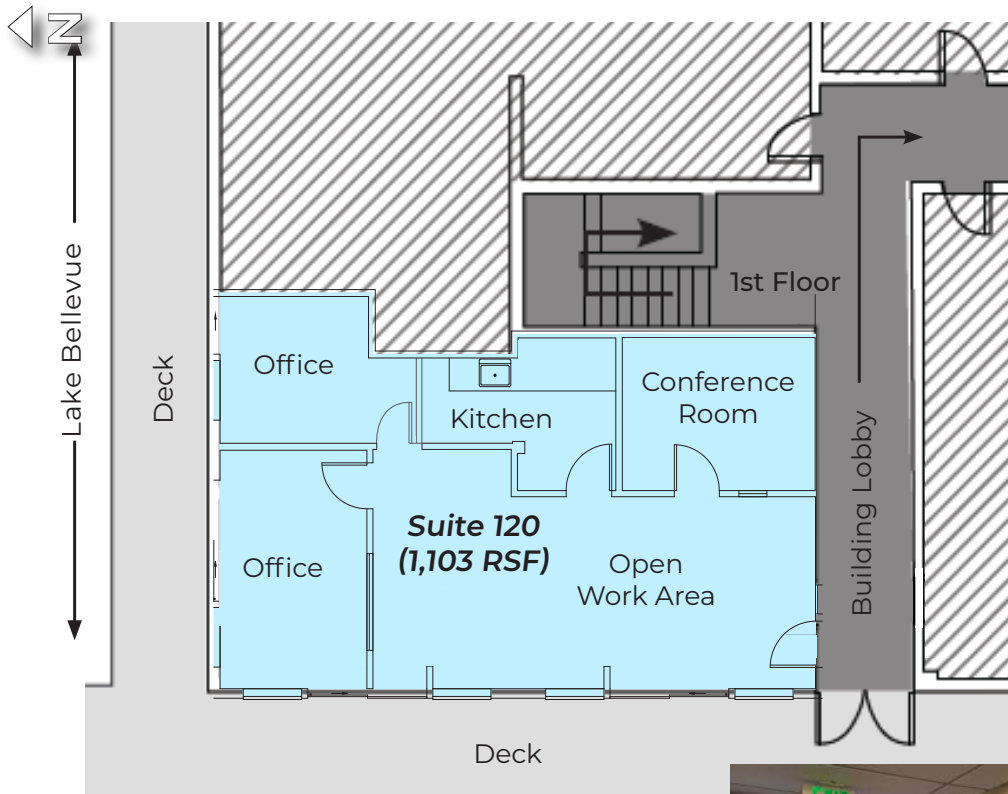 N
Lake Bellevue
Deck
1st Floor
Office
Kitchen
Conference
Room
Building Lobby
Suite 120
(1,103 RSF)
Office
Open
Work Area
Deck